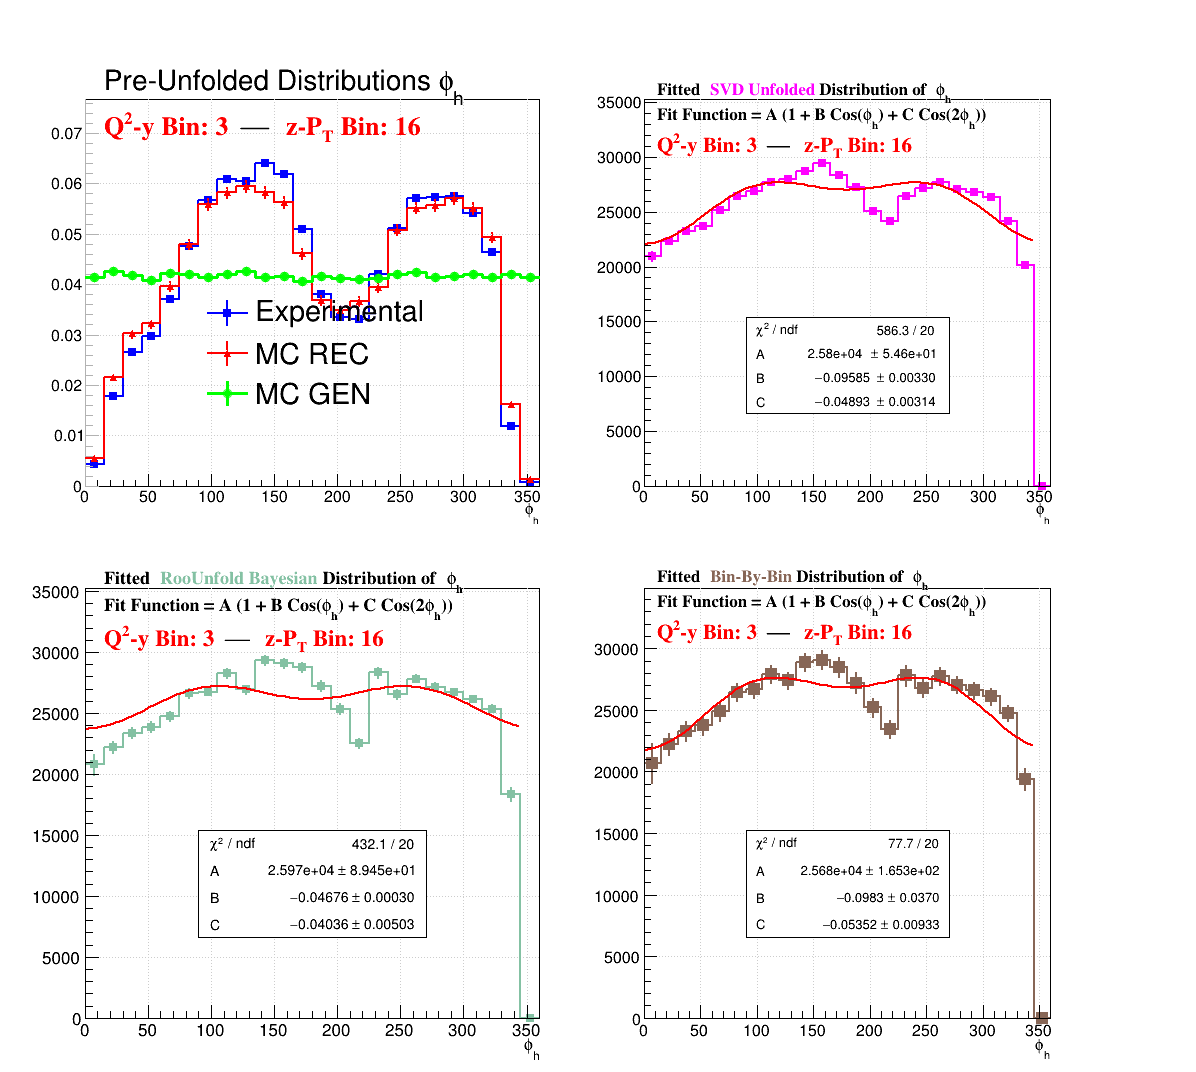 Pre-Unfolded Distributions ϕh
Q²-y Bin: 3 — z-PT Bin: 16
0.07
0.06
0.05
0.04
0.03
0.02
0.01
0
Experimental
MC REC
MC GEN
0 50 100 150 200 250 300 350
ϕh
Fitted SVD Unfolded Distribution of ϕh
Fit Function = A (1 + B Cos(ϕh) + C Cos(2ϕh))
Q²-y Bin: 3 — z-PT Bin: 16
35000
30000
25000
20000
15000
10000
5000
0
χ² / ndf 586.3 / 20
A 2.58e+04 ± 5.46e+01
B −0.09585 ± 0.00330
C −0.04893 ± 0.00314
0 50 100 150 200 250 300 350
ϕh
Fitted RooUnfold Bayesian Distribution of ϕh
Fit Function = A (1 + B Cos(ϕh) + C Cos(2ϕh))
Q²-y Bin: 3 — z-PT Bin: 16
35000
30000
25000
20000
15000
10000
5000
0
χ² / ndf 432.1 / 20
A 2.597e+04 ± 8.945e+01
B −0.04676 ± 0.00030
C −0.04036 ± 0.00503
0 50 100 150 200 250 300 350
ϕh
Fitted Bin-By-Bin Distribution of ϕh
Fit Function = A (1 + B Cos(ϕh) + C Cos(2ϕh))
Q²-y Bin: 3 — z-PT Bin: 16
30000
25000
20000
15000
10000
5000
0
χ² / ndf 77.7 / 20
A 2.568e+04 ± 1.653e+02
B −0.0983 ± 0.0370
C −0.05352 ± 0.00933
0 50 100 150 200 250 300 350
ϕh